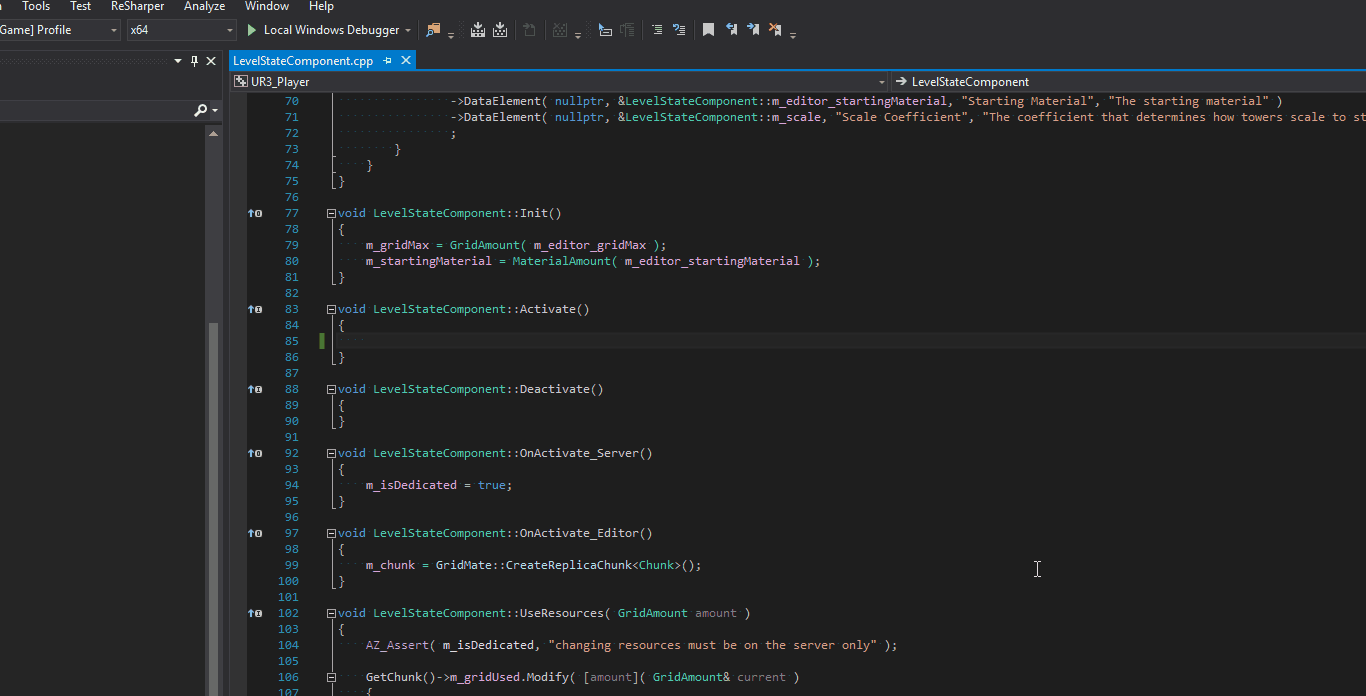 Tools Test ReSharper Analyze Window Help
Game] Profile x64 Local Windows Debugger
LevelStateComponent.cpp
UR3_Player LevelStateComponent
70 ->DataElement( nullptr, &LevelStateComponent::m_editor_startingMaterial, "Starting Material", "The starting material" )
71 ->DataElement( nullptr, &LevelStateComponent::m_scale, "Scale Coefficient", "The coefficient that determines how towers scale to st
72 ;
73 }
74 }
75 }
76
77 void LevelStateComponent::Init()
78 {
79 m_gridMax = GridAmount( m_editor_gridMax );
80 m_startingMaterial = MaterialAmount( m_editor_startingMaterial );
81 }
82
83 void LevelStateComponent::Activate()
84 {
85
86 }
87
88 void LevelStateComponent::Deactivate()
89 {
90 }
91
92 void LevelStateComponent::OnActivate_Server()
93 {
94 m_isDedicated = true;
95 }
96
97 void LevelStateComponent::OnActivate_Editor()
98 {
99 m_chunk = GridMate::CreateReplicaChunk<Chunk>();
100 }
101
102 void LevelStateComponent::UseResources( GridAmount amount )
103 {
104 AZ_Assert( m_isDedicated, "changing resources must be on the server only" );
105
106 GetChunk()->m_gridUsed.Modify( [amount]( GridAmount& current )
107 {